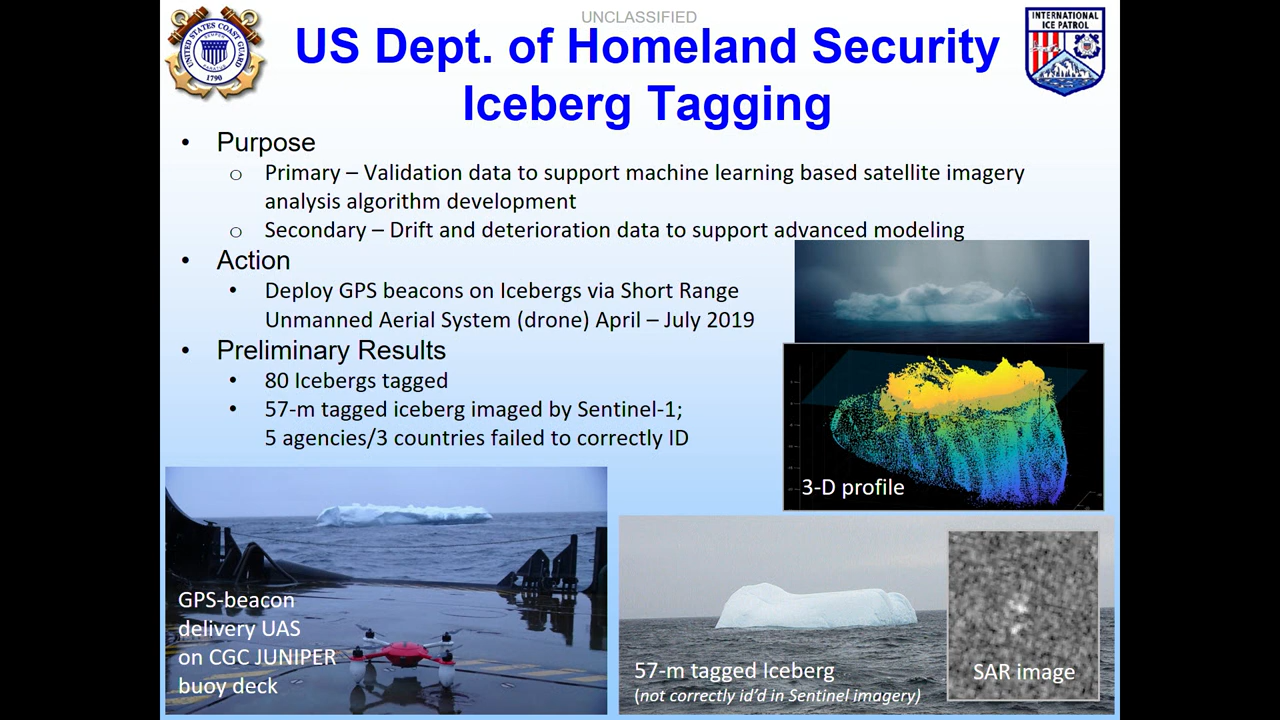 UNCLASSIFIED
US Dept. of Homeland Security
Iceberg Tagging
UNITED STATES COAST GUARD
1790
INTERNATIONAL
ICE PATROL
• Purpose
o Primary – Validation data to support machine learning based satellite imagery
analysis algorithm development
o Secondary – Drift and deterioration data to support advanced modeling
• Action
• Deploy GPS beacons on Icebergs via Short Range
Unmanned Aerial System (drone) April – July 2019
• Preliminary Results
• 80 Icebergs tagged
• 57-m tagged iceberg imaged by Sentinel-1;
5 agencies/3 countries failed to correctly ID
3-D profile
GPS-beacon
delivery UAS
on CGC JUNIPER
buoy deck
57-m tagged Iceberg
(not correctly id’d in Sentinel imagery)
SAR image